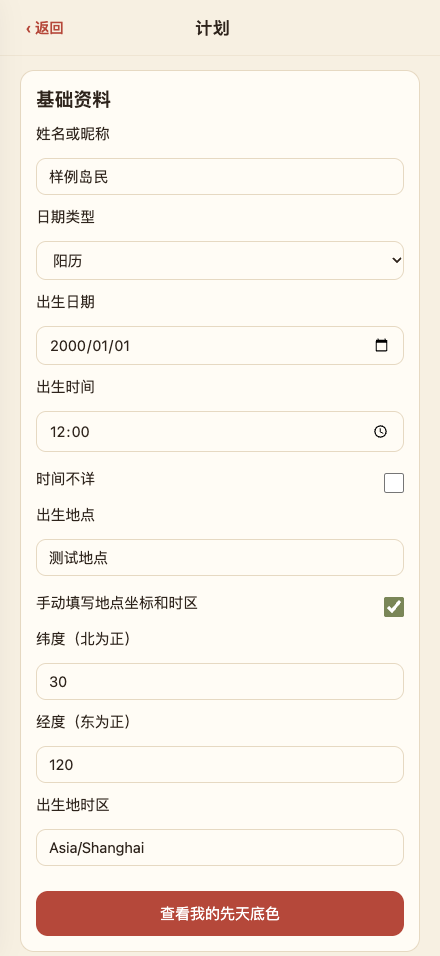 ‹ 返回
计划
基础资料
姓名或昵称
样例岛民
日期类型
阳历
出生日期
2000/01/01
出生时间
12:00
时间不详
出生地点
测试地点
手动填写地点坐标和时区
纬度（北为正）
30
经度（东为正）
120
出生地时区
Asia/Shanghai
查看我的先天底色